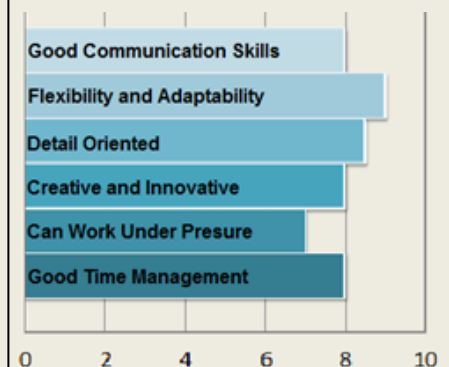 Good Communication Skills
Flexibility and Adaptability
Detail Oriented
Creative and Innovative
Can Work Under Presure
Good Time Management
0 2 4 6 8 10